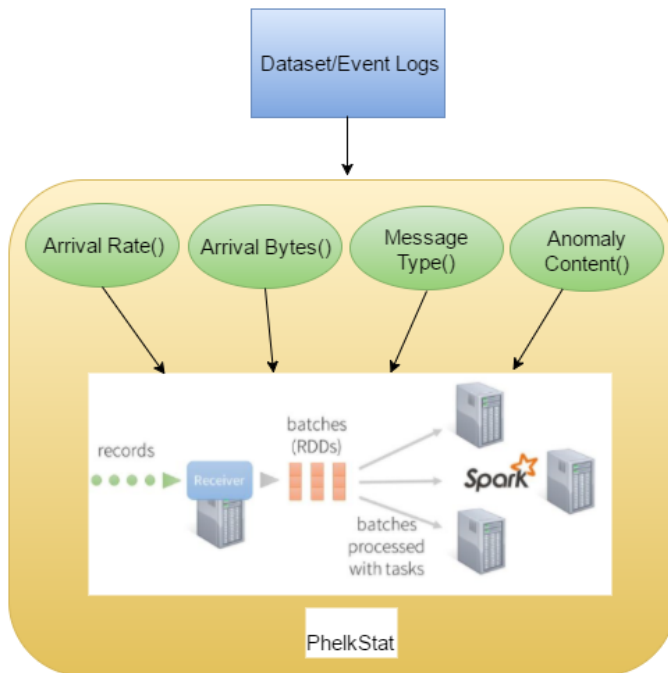 Dataset/Event Logs
Arrival Rate()
Arrival Bytes()
Message
Type()
Anomaly
Content()
records
Receiver
batches
(RDDs)
Spark
batches
processed
with tasks
PhelkStat